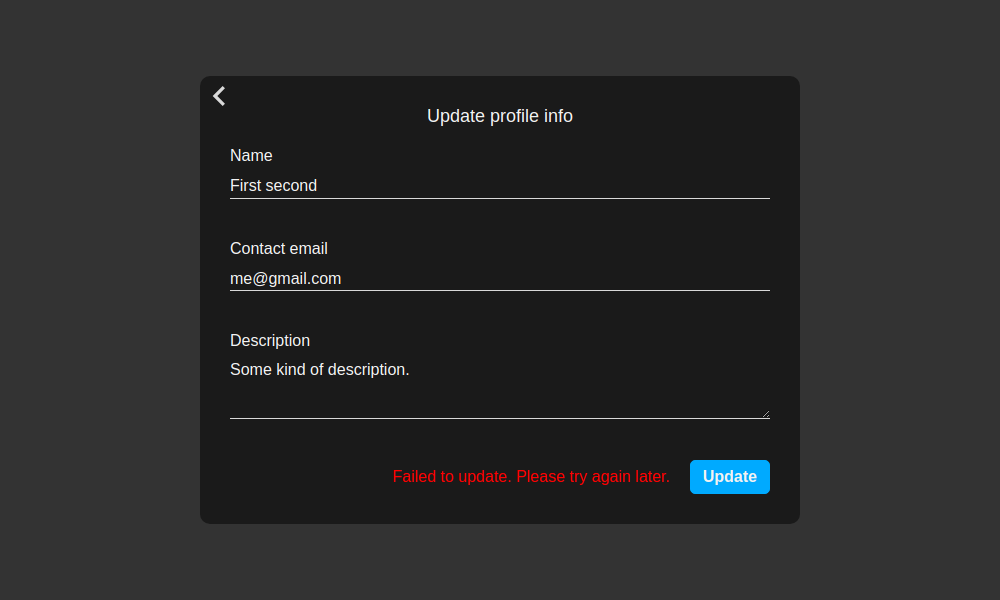 Update profile info
Name
First second
Contact email
me@gmail.com
Description
Some kind of description.
Failed to update. Please try again later. Update